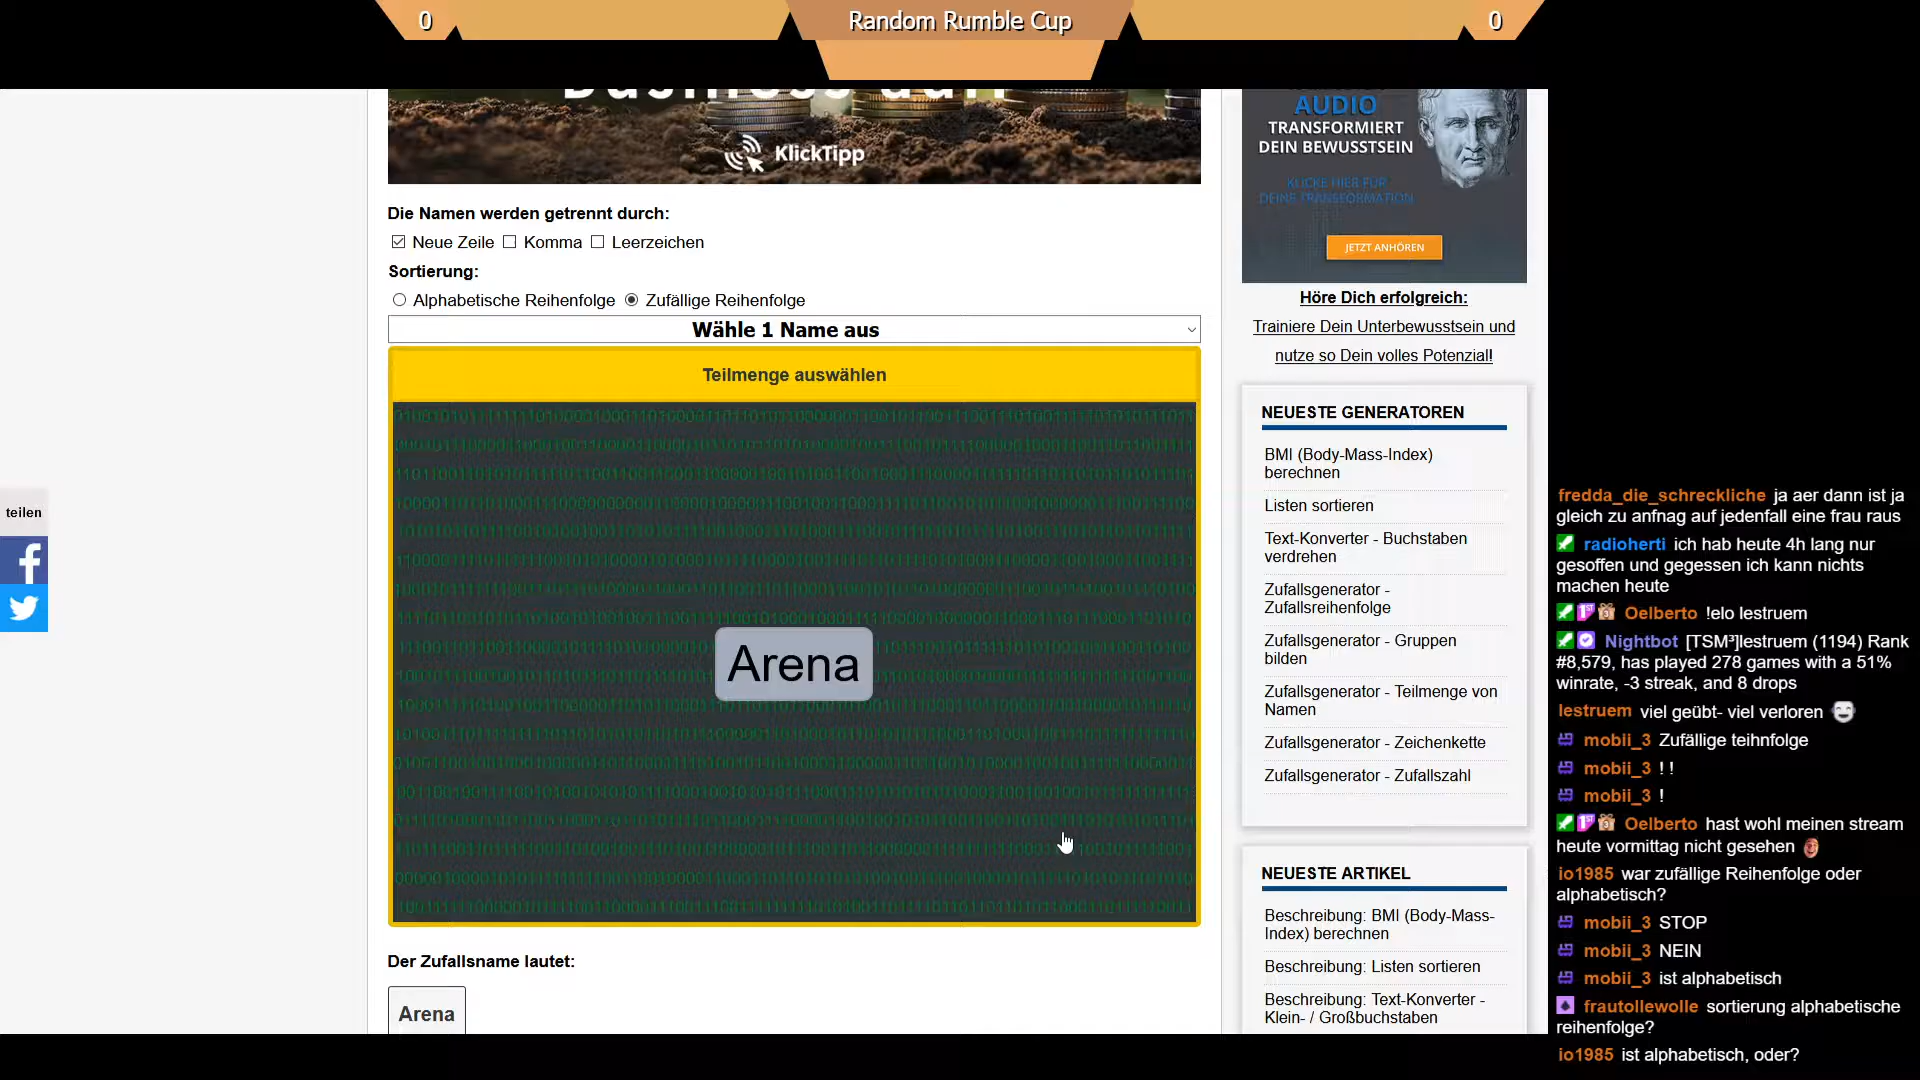 0
Random Rumble Cup
0
KlickTipp
AUDIO
TRANSFORMIERT
DEIN BEWUSSTSEIN
KLICKE HIER FÜR
DEINE TRANSFORMATION
JETZT ANHÖREN
Die Namen werden getrennt durch:
Neue Zeile Komma Leerzeichen
Sortierung:
Alphabetische Reihenfolge Zufällige Reihenfolge
Wähle 1 Name aus
Teilmenge auswählen
Arena
Der Zufallsname lautet:
Arena
teilen
Höre Dich erfolgreich:
Trainiere Dein Unterbewusstsein und
nutze so Dein volles Potenzial!
NEUESTE GENERATOREN
BMI (Body-Mass-Index)
berechnen
Listen sortieren
Text-Konverter - Buchstaben
verdrehen
Zufallsgenerator -
Zufallsreihenfolge
Zufallsgenerator - Gruppen
bilden
Zufallsgenerator - Teilmenge von
Namen
Zufallsgenerator - Zeichenkette
Zufallsgenerator - Zufallszahl
NEUESTE ARTIKEL
Beschreibung: BMI (Body-Mass-
Index) berechnen
Beschreibung: Listen sortieren
Beschreibung: Text-Konverter -
Klein- / Großbuchstaben
fredda_die_schreckliche ja aer dann ist ja
gleich zu anfnag auf jedenfall eine frau raus
radioherti ich hab heute 4h lang nur
gesoffen und gegessen ich kann nichts
machen heute
Oelberto !elo lestruem
Nightbot [TSM³]lestruem (1194) Rank
#8,579, has played 278 games with a 51%
winrate, -3 streak, and 8 drops
lestruem viel geübt- viel verloren
mobii_3 Zufällige teihnfolge
mobii_3 ! !
mobii_3 !
Oelberto hast wohl meinen stream
heute vormittag nicht gesehen
io1985 war zufällige Reihenfolge oder
alphabetisch?
mobii_3 STOP
mobii_3 NEIN
mobii_3 ist alphabetisch
frautollewolle sortierung alphabetische
reihenfolge?
io1985 ist alphabetisch, oder?